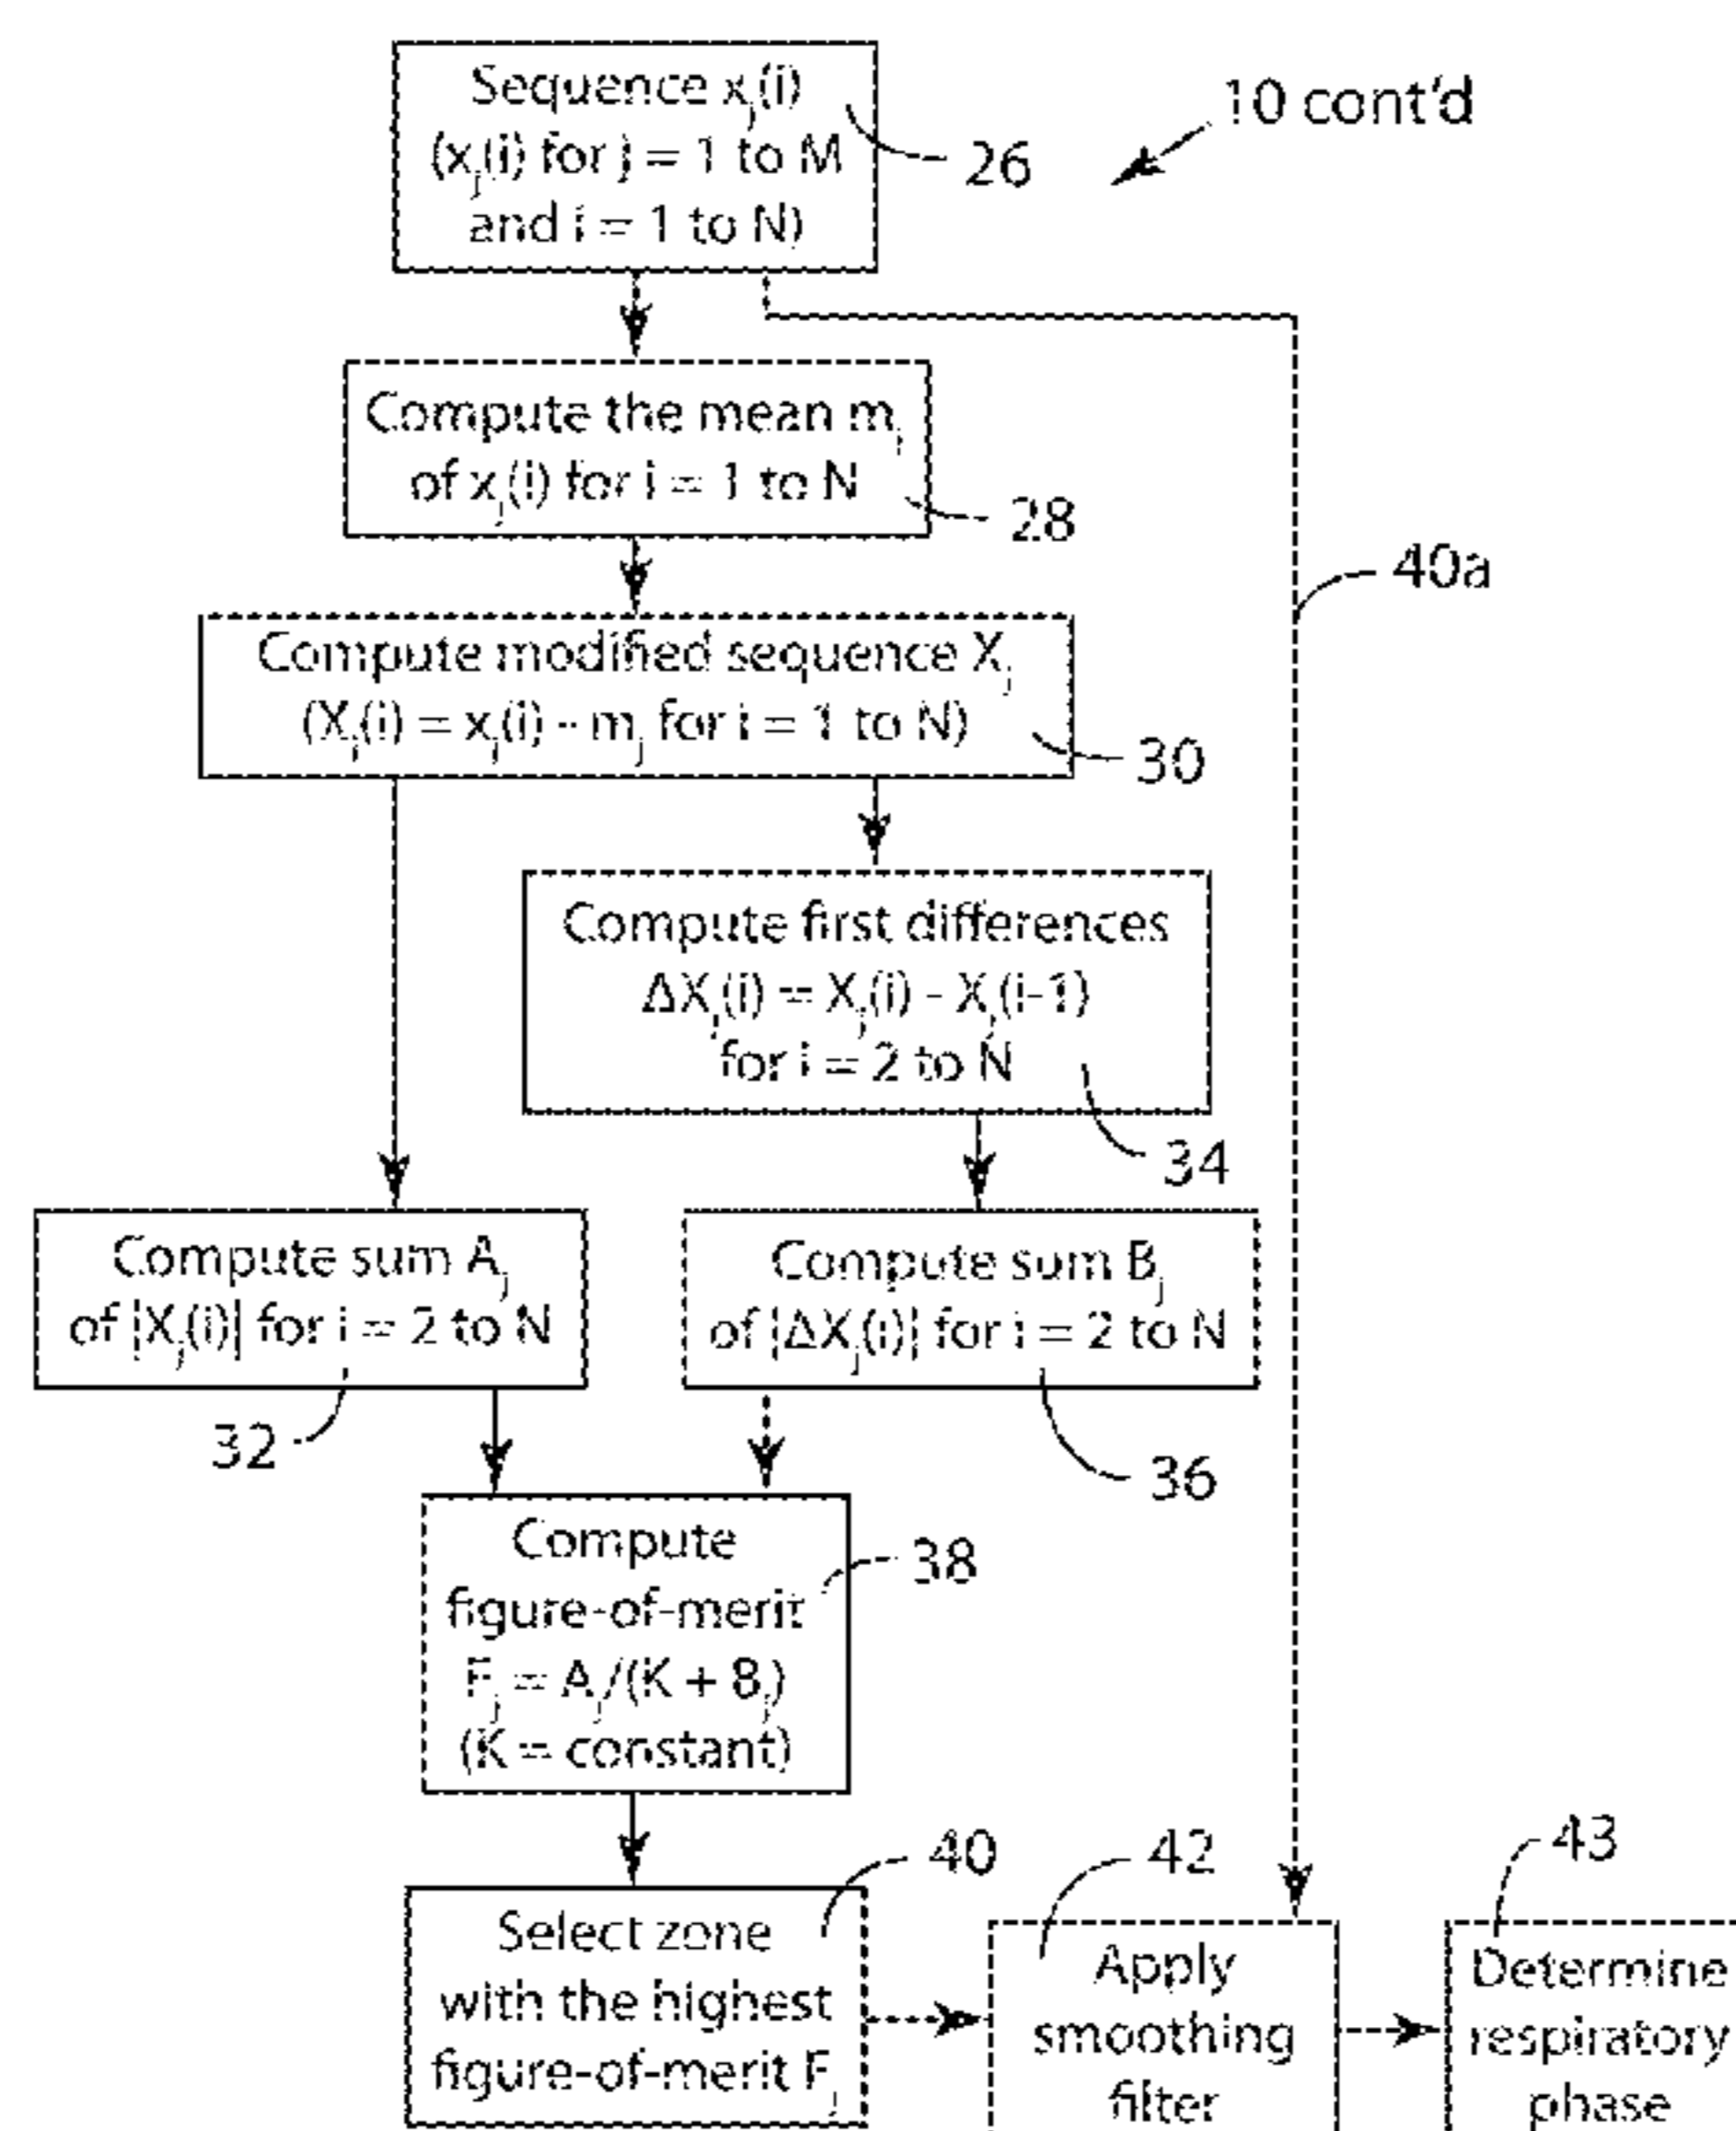 Sequence xⱼ(i)
(xⱼ(i) for j = 1 to M
and i = 1 to N)
26
10 cont'd
Compute the mean mⱼ
of xⱼ(i) for i = 1 to N
28
40a
Compute modified sequence Xⱼ
(Xⱼ(i) = xⱼ(i) - mⱼ for i = 1 to N)
30
Compute first differences
ΔXⱼ(i) = Xⱼ(i) - Xⱼ(i-1)
for i = 2 to N
34
Compute sum Aⱼ
of |Xⱼ(i)| for i = 2 to N
32
Compute sum Bⱼ
of |ΔXⱼ(i)| for i = 2 to N
36
Compute
figure-of-merit
Fⱼ = Aⱼ/(K + Bⱼ)
(K = constant)
38
Select zone
with the highest
figure-of-merit Fⱼ
40
Apply
smoothing
filter
42
Determine
respiratory
phase
43